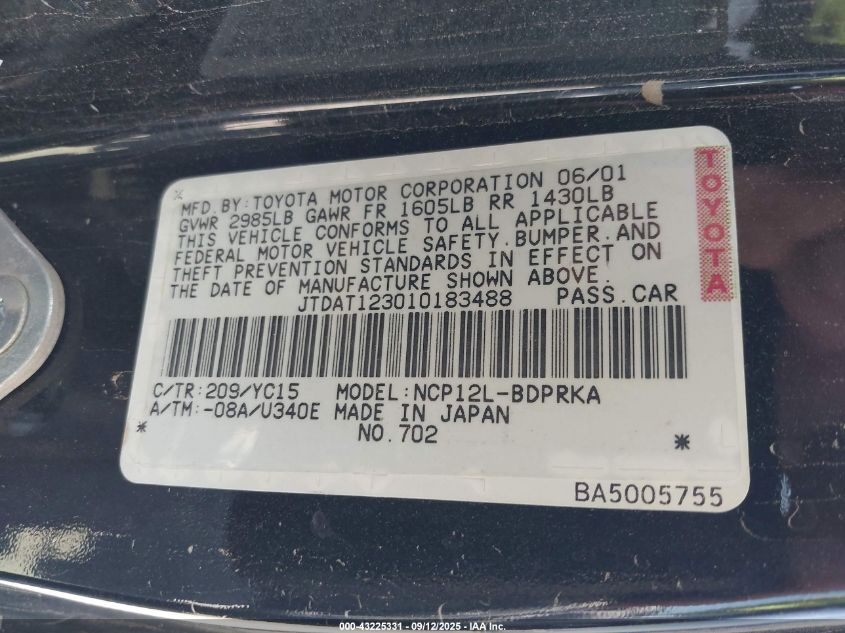 MFD. BY: TOYOTA MOTOR CORPORATION 06/01
GVWR 2985LB GAWR FR 1605LB RR 1430LB
THIS VEHICLE CONFORMS TO ALL APPLICABLE
FEDERAL MOTOR VEHICLE SAFETY. BUMPER. AND
THEFT PREVENTION STANDARDS IN EFFECT ON
THE DATE OF MANUFACTURE SHOWN ABOVE.
JTDAT123010183488 PASS. CAR
TOYOTA
C/TR: 209/YC15 MODEL: NCP12L-BDPRKA
A/TM: -08A/U340E MADE IN JAPAN
* NO. 702 *
BA5005755
000-43225331 - 09/12/2025 - IAA Inc.